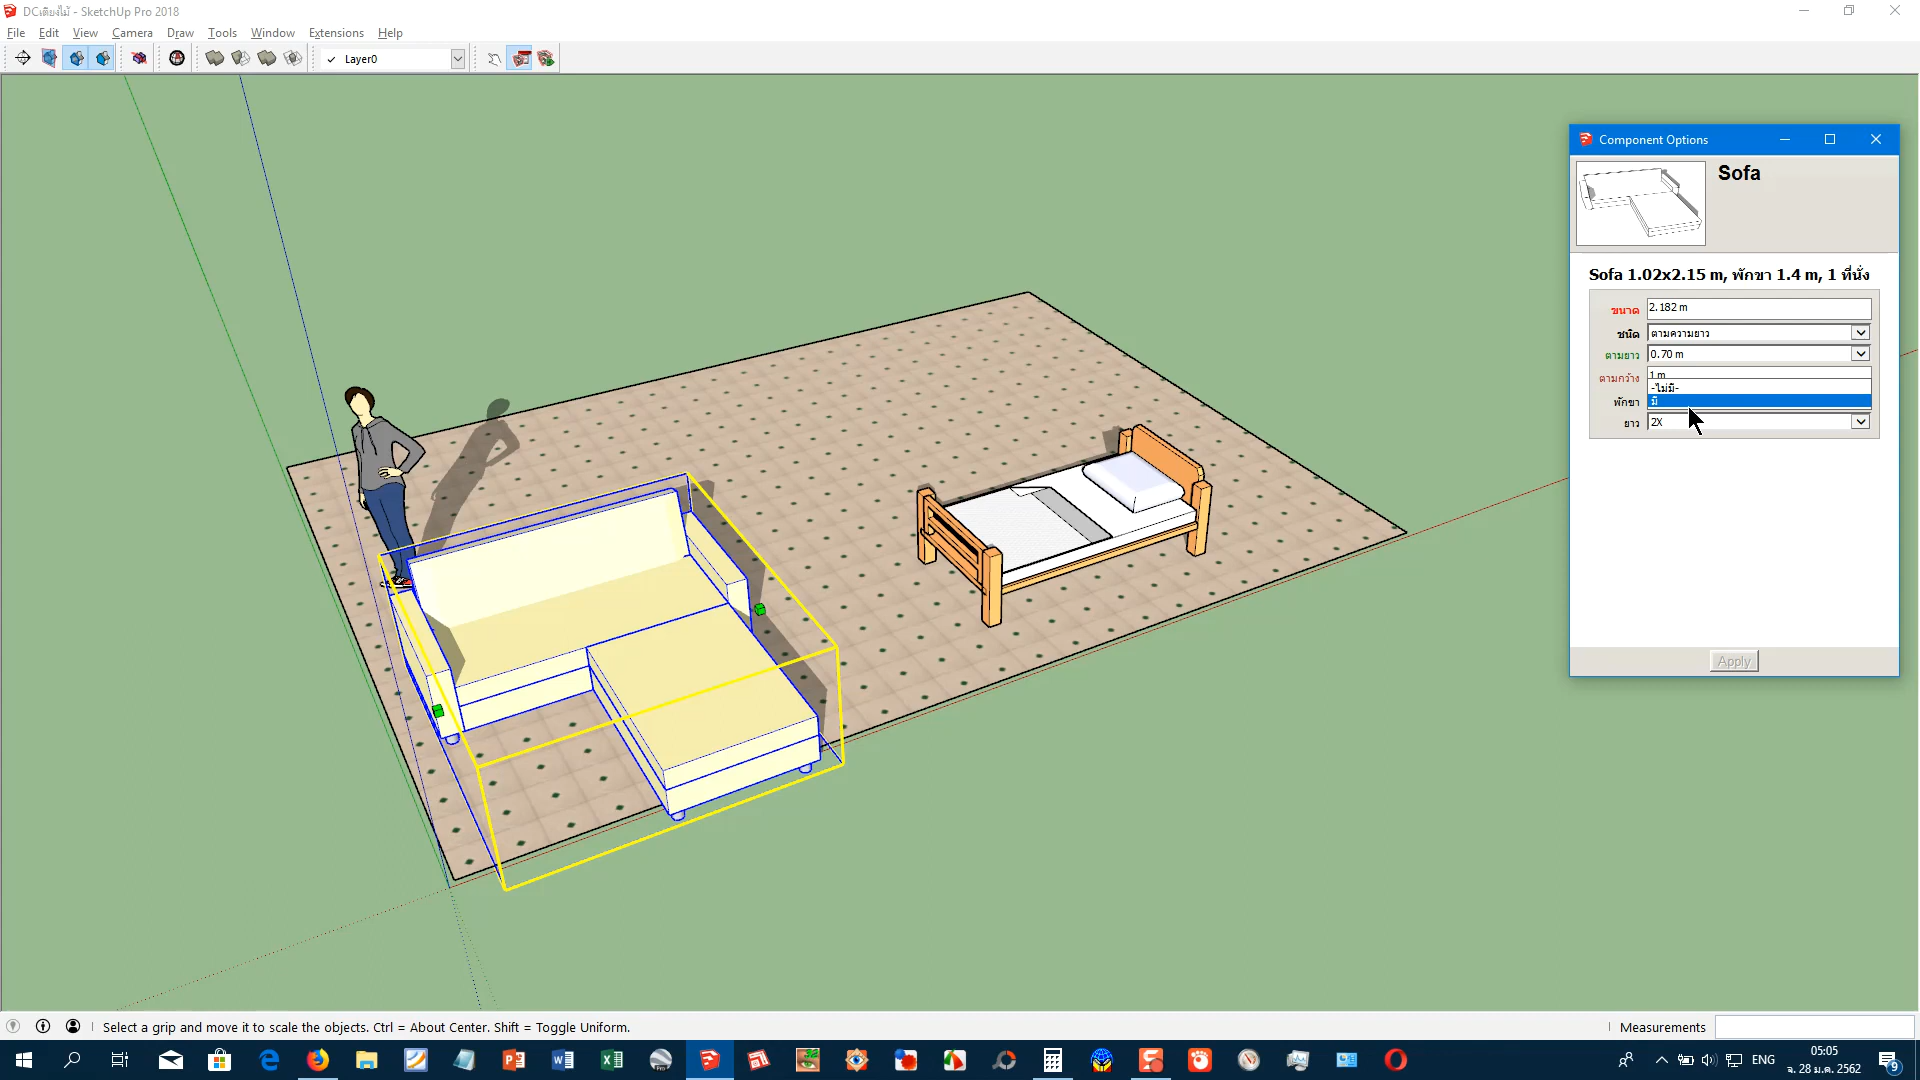 DCเตียงไม้ - SketchUp Pro 2018
File Edit View Camera Draw Tools Window Extensions Help
Layer0
Component Options
Sofa
Sofa 1.02x2.15 m, พักขา 1.4 m, 1 ที่นั่ง
ขนาด 2.182 m
ชนิด ตามความยาว
ตามยาว 0.70 m
ตามกว้าง 1 m
-ไม่มี-
พักขา มี
ยาว 2X
Apply
Select a grip and move it to scale the objects. Ctrl = About Center. Shift = Toggle Uniform.
Measurements
ENG
05:05
จ. 28 ม.ค. 2562
9